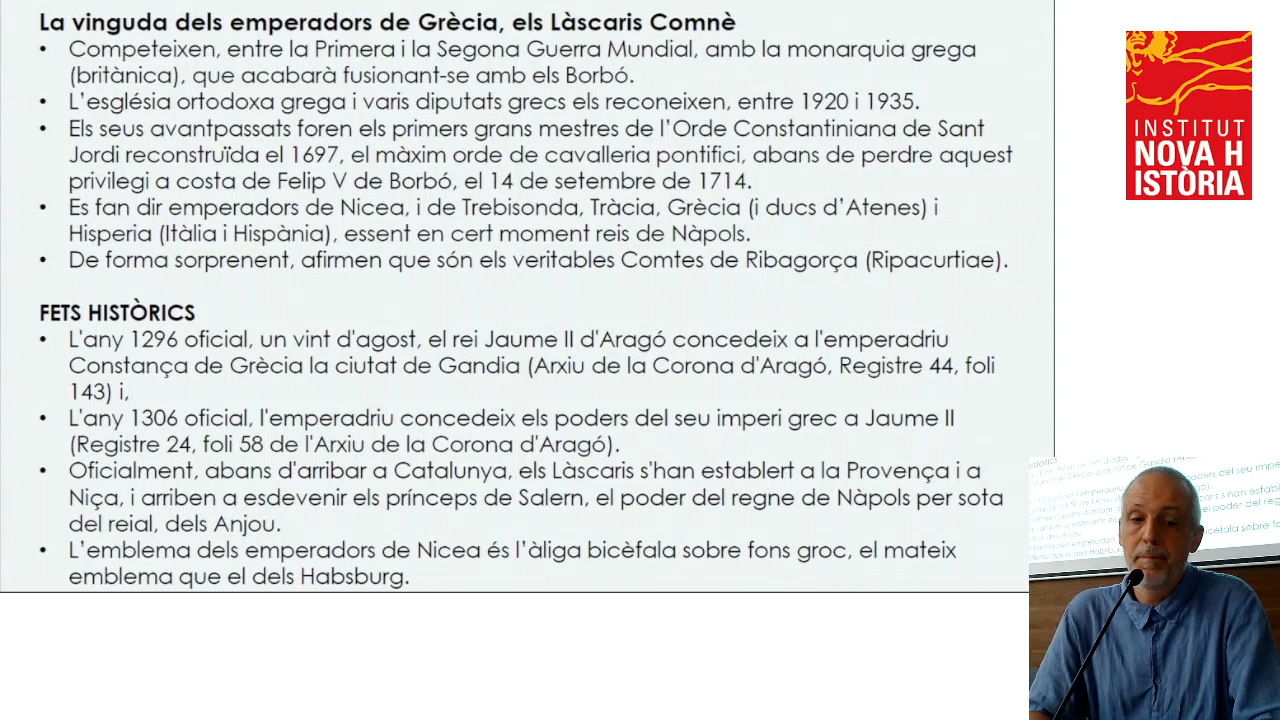 La vinguda dels emperadors de Grècia, els Làscaris Comnè
• Competeixen, entre la Primera i la Segona Guerra Mundial, amb la monarquia grega
(britànica), que acabarà fusionant-se amb els Borbó.
• L'església ortodoxa grega i varis diputats grecs els reconeixen, entre 1920 i 1935.
• Els seus avantpassats foren els primers grans mestres de l'Orde Constantiniana de Sant
Jordi reconstruïda el 1697, el màxim orde de cavalleria pontifici, abans de perdre aquest
privilegi a costa de Felip V de Borbó, el 14 de setembre de 1714.
• Es fan dir emperadors de Nicea, i de Trebisonda, Tràcia, Grècia (i ducs d'Atenes) i
Hisperia (Itàlia i Hispània), essent en cert moment reis de Nàpols.
• De forma sorprenent, afirmen que són els veritables Comtes de Ribagorça (Ripacurtiae).
FETS HISTÒRICS
• L'any 1296 oficial, un vint d'agost, el rei Jaume II d'Aragó concedeix a l'emperadriu
Constança de Grècia la ciutat de Gandia (Arxiu de la Corona d'Aragó, Registre 44, foli
143) i,
• L'any 1306 oficial, l'emperadriu concedeix els poders del seu imperi grec a Jaume II
(Registre 24, foli 58 de l'Arxiu de la Corona d'Aragó).
• Oficialment, abans d'arribar a Catalunya, els Làscaris s'han establert a la Provença i a
Niça, i arriben a esdevenir els prínceps de Salern, el poder del regne de Nàpols per sota
del reial, dels Anjou.
• L'emblema dels emperadors de Nicea és l'àliga bicèfala sobre fons groc, el mateix
emblema que el dels Habsburg.
INSTITUT
NOVA H
ISTÒRIA